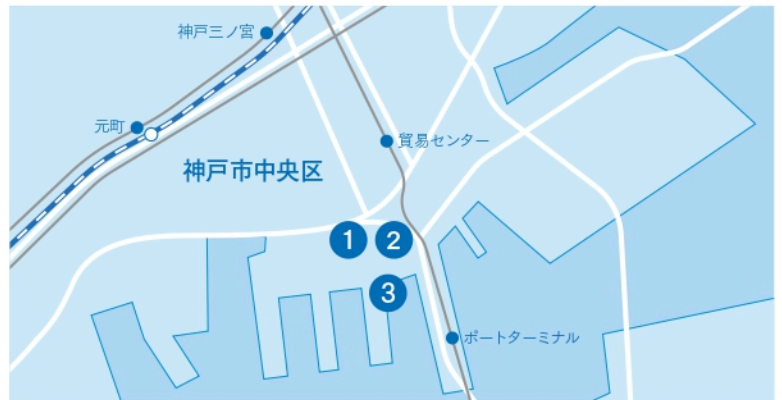 神戸三ノ宮
元町
貿易センター
神戸市中央区
1
2
3
ポートターミナル